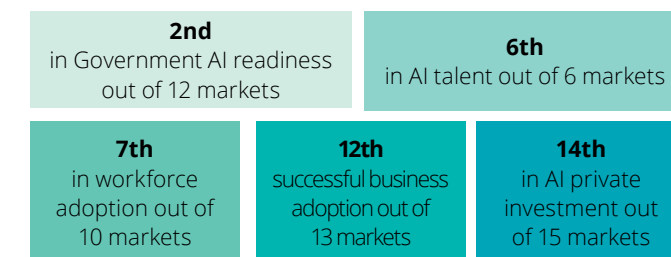 2nd
in Government AI readiness
out of 12 markets
6th
in AI talent out of 6 markets
7th
in workforce
adoption out of
10 markets
12th
successful business
adoption out of
13 markets
14th
in AI private
investment out
of 15 markets